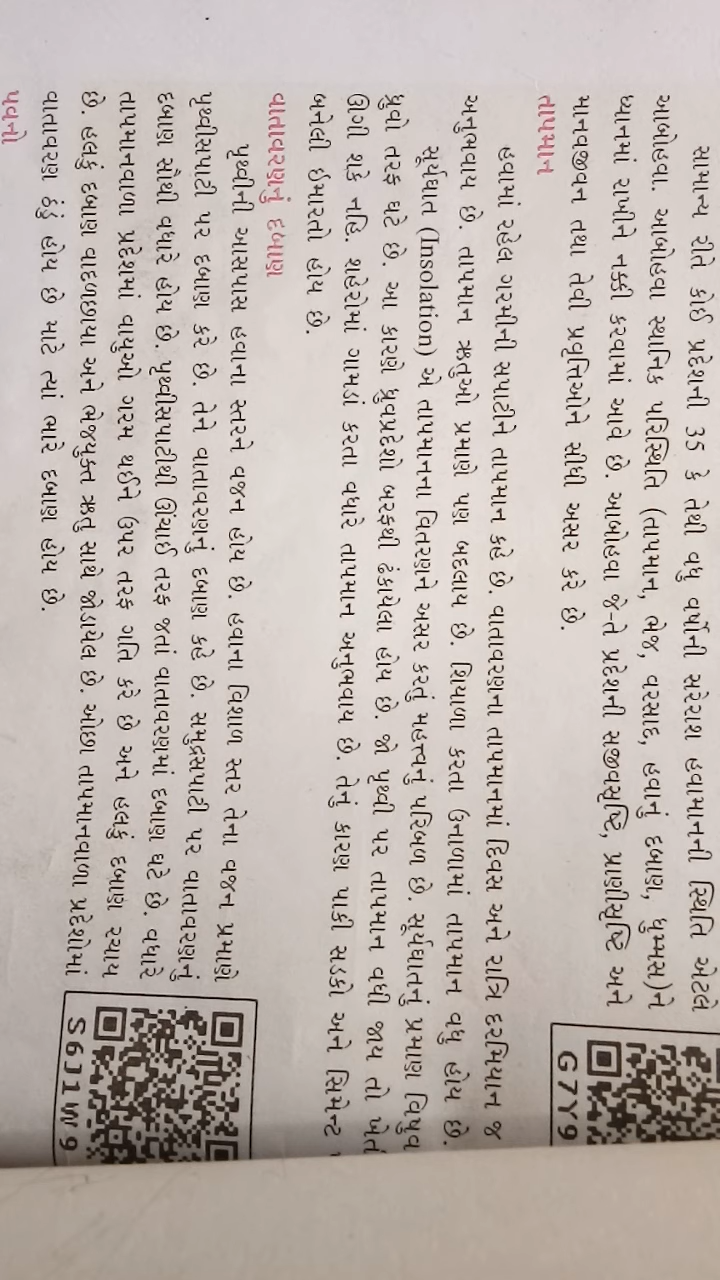 સામાન્ય રીતે કોઈ પ્રદેશની 35 કે તેથી વધુ વર્ષોની સરેરાશ હવામાનની સ્થિતિ એટલે
આબોહવા. આબોહવા સ્થાનિક પરિસ્થિતિ (તાપમાન, ભેજ, વરસાદ, હવાનું દબાણ, ધુમ્મસ)ને
ધ્યાનમાં રાખીને નક્કી કરવામાં આવે છે. આબોહવા જે-તે પ્રદેશની સજીવસૃષ્ટિ, પ્રાણીસૃષ્ટિ અને
માનવજીવન તથા તેની પ્રવૃત્તિઓને સીધી અસર કરે છે.
G7Y9
તાપમાન
હવામાં રહેલ ગરમીની સપાટીને તાપમાન કહે છે. વાતાવરણના તાપમાનમાં દિવસ અને રાત્રિ દરમિયાન જ
અનુભવાય છે. તાપમાન ઋતુઓ પ્રમાણે પણ બદલાય છે. શિયાળા કરતા ઉનાળામાં તાપમાન વધુ હોય છે.
સૂર્યઘાત (Insolation) એ તાપમાનના વિતરણને અસર કરતું મહત્ત્વનું પરિબળ છે. સૂર્યઘાતનું પ્રમાણ વિષુવ
ધ્રુવો તરફ ઘટે છે. આ કારણે ધ્રુવપ્રદેશો બરફથી ઢંકાયેલા હોય છે. જો પૃથ્વી પર તાપમાન વધી જાય તો
ઊગી શકે નહિ. શહેરોમાં ગામડાં કરતા વધારે તાપમાન અનુભવાય છે. તેનું કારણ પાકી સડકો અને સિમેન્ટ
બનેલી ઈમારતો હોય છે.
વાતાવરણનું દબાણ
પૃથ્વીની આસપાસ હવાના સ્તરને વજન હોય છે. હવાના વિશાળ સ્તર તેના વજન પ્રમાણે
પૃથ્વીસપાટી પર દબાણ કરે છે. તેને વાતાવરણનું દબાણ કહે છે. સમુદ્રસપાટી પર વાતાવરણનું
દબાણ સૌથી વધારે હોય છે. પૃથ્વીસપાટીથી ઊંચાઈ તરફ જતાં વાતાવરણમાં દબાણ ઘટે છે. વધારે
તાપમાનવાળા પ્રદેશમાં વાયુઓ ગરમ થઈને ઉપર તરફ ગતિ કરે છે અને હલકું દબાણ રચાય
છે. હલકું દબાણ વાદળછાયા અને ભેજયુક્ત ઋતુ સાથે જોડાયેલ છે. ઓછા તાપમાનવાળા પ્રદેશોમાં
વાતાવરણ ઠંડું હોય છે માટે ત્યાં ભારે દબાણ હોય છે.
S6J1W9
પવનો